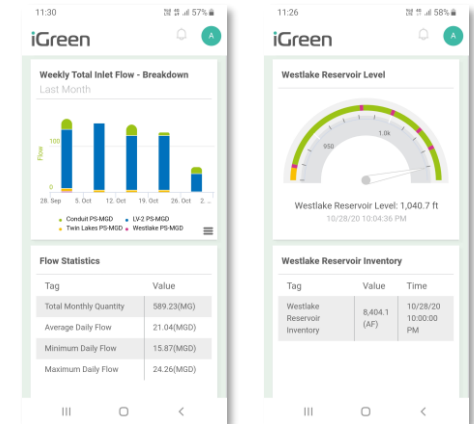 11:30
57%
iGreen
A
Weekly Total Inlet Flow - Breakdown
Last Month
Flow
100
0
28. Sep 5. Oct 12. Oct 19. Oct 26. Oct 2. ...
Conduit PS-MGD LV-2 PS-MGD
Twin Lakes PS-MGD Westlake PS-MGD
Flow Statistics
Tag Value
Total Monthly Quantity 589.23(MG)
Average Daily Flow 21.04(MGD)
Minimum Daily Flow 15.87(MGD)
Maximum Daily Flow 24.26(MGD)
11:26
58%
iGreen
A
Westlake Reservoir Level
950
1.0k
Westlake Reservoir Level: 1,040.7 ft
10/28/20 10:04:36 PM
Westlake Reservoir Inventory
Tag Value Time
Westlake
Reservoir
Inventory
8,404.1
(AF)
10/28/20
10:00:00
PM